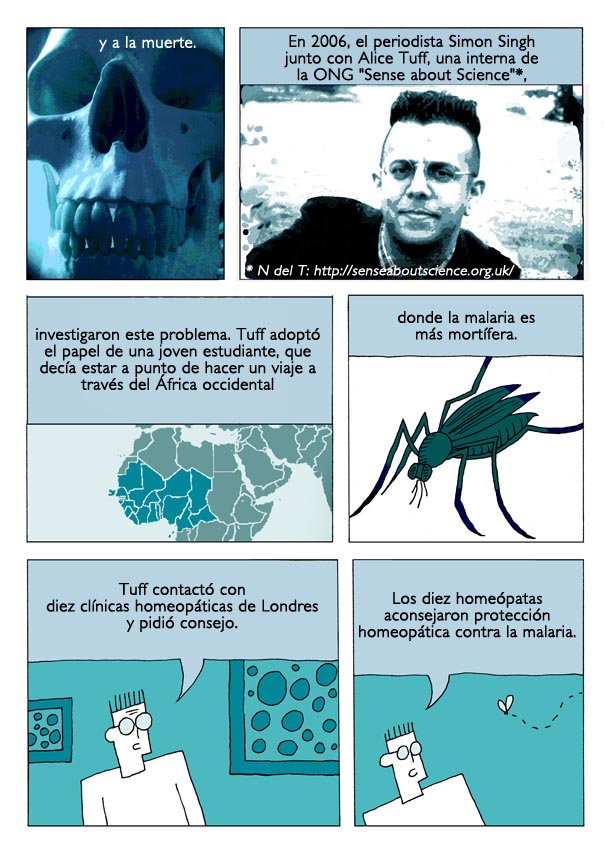 y a la muerte.
En 2006, el periodista Simon Singh
junto con Alice Tuff, una interna de
la ONG "Sense about Science"*,
* N del T: http://senseaboutscience.org.uk/
investigaron este problema. Tuff adoptó
el papel de una joven estudiante, que
decía estar a punto de hacer un viaje a
través del África occidental
donde la malaria es
más mortífera.
Tuff contactó con
diez clínicas homeopáticas de Londres
y pidió consejo.
Los diez homeópatas
aconsejaron protección
homeopática contra la malaria.